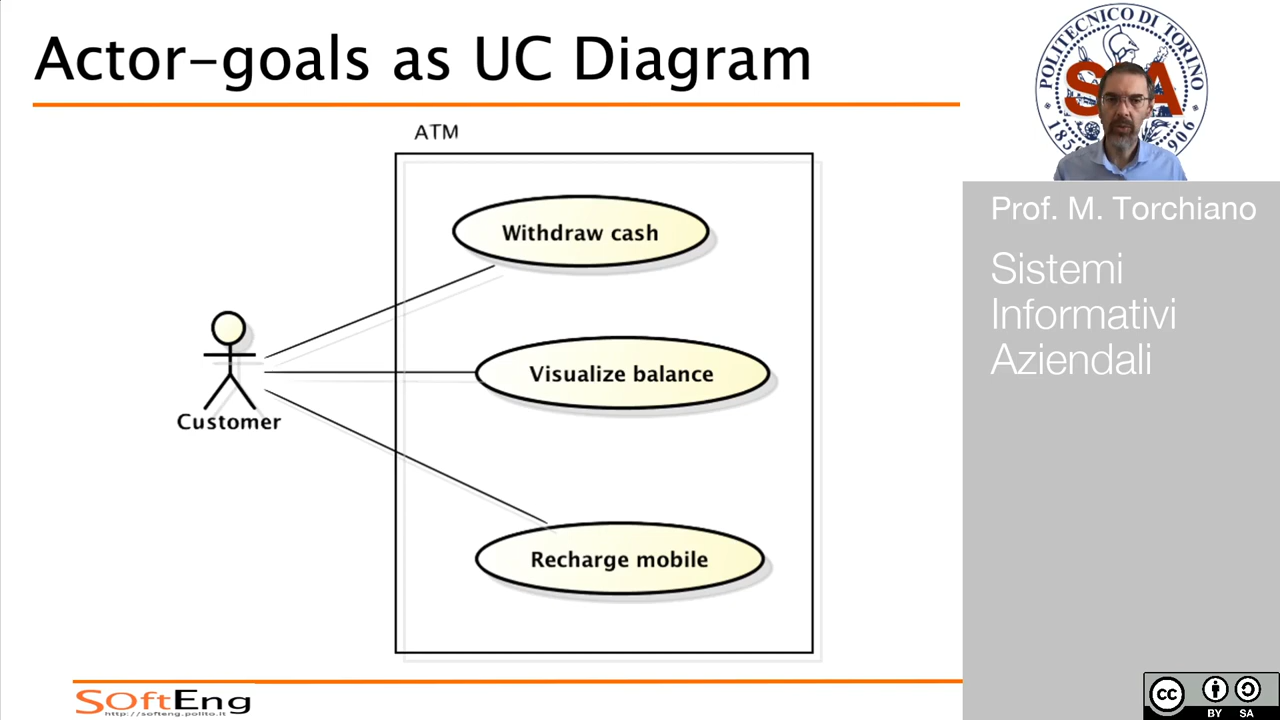 Actor-goals as UC Diagram
ATM
Withdraw cash
Visualize balance
Recharge mobile
Customer
POLITECNICO DI TORINO
Prof. M. Torchiano
Sistemi
Informativi
Aziendali
SOftEng
http://softeng.polito.it
cc
BY SA